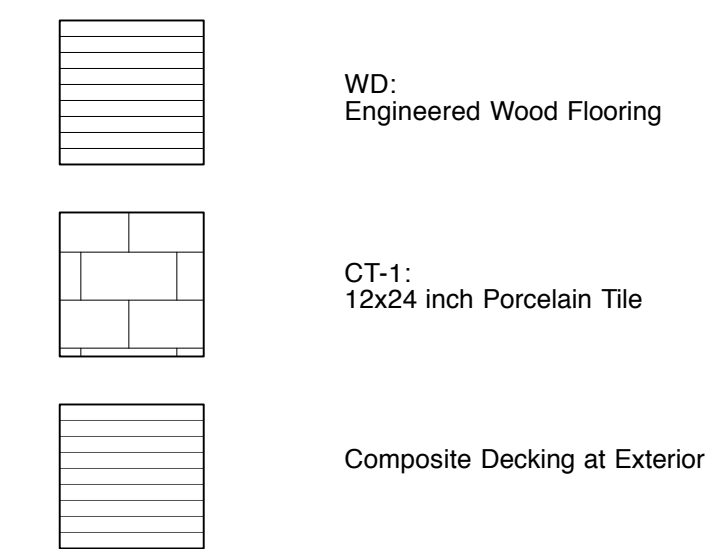 WD:
Engineered Wood Flooring
CT-1:
12x24 inch Porcelain Tile
Composite Decking at Exterior